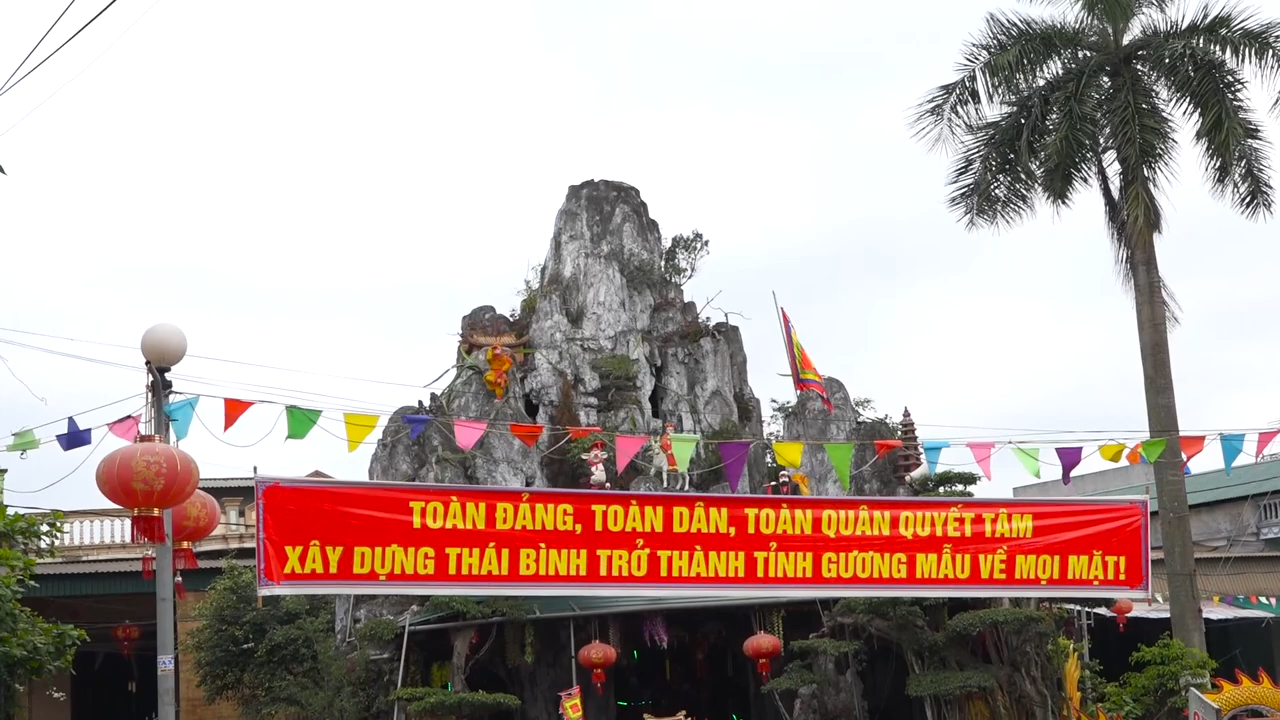 TOÀN ĐẢNG, TOÀN DÂN, TOÀN QUÂN QUYẾT TÂM
XÂY DỰNG THÁI BÌNH TRỞ THÀNH TỈNH GƯƠNG MẪU VỀ MỌI MẶT!